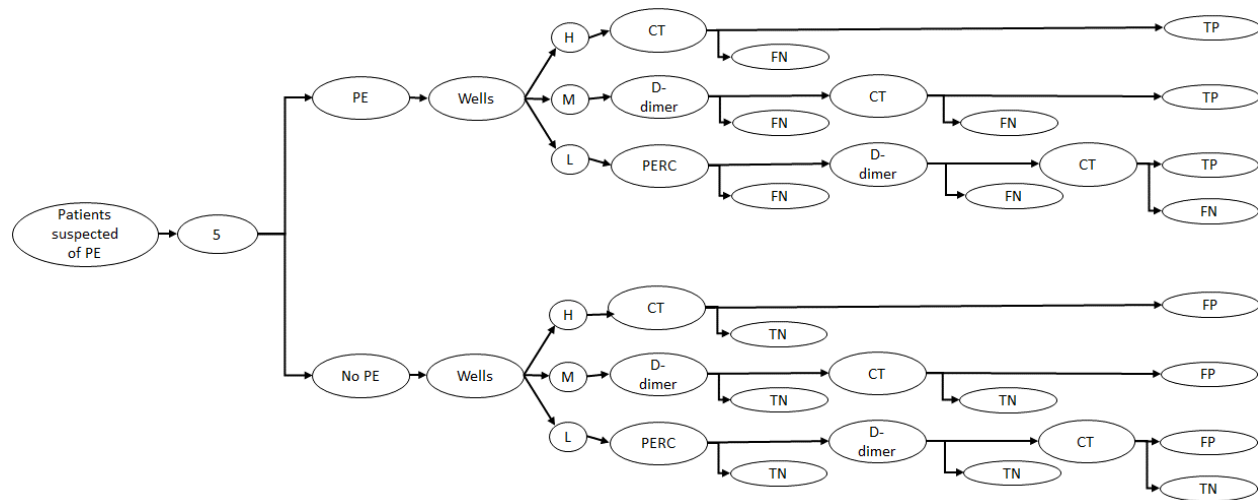 H
CT
TP
FN
PE
Wells
M
D-
dimer
CT
TP
FN
FN
L
PERC
D-
dimer
CT
TP
FN
FN
FN
Patients
suspected
of PE
5
H
CT
FP
TN
No PE
Wells
M
D-
dimer
CT
FP
TN
TN
L
PERC
D-
dimer
CT
FP
TN
TN
TN